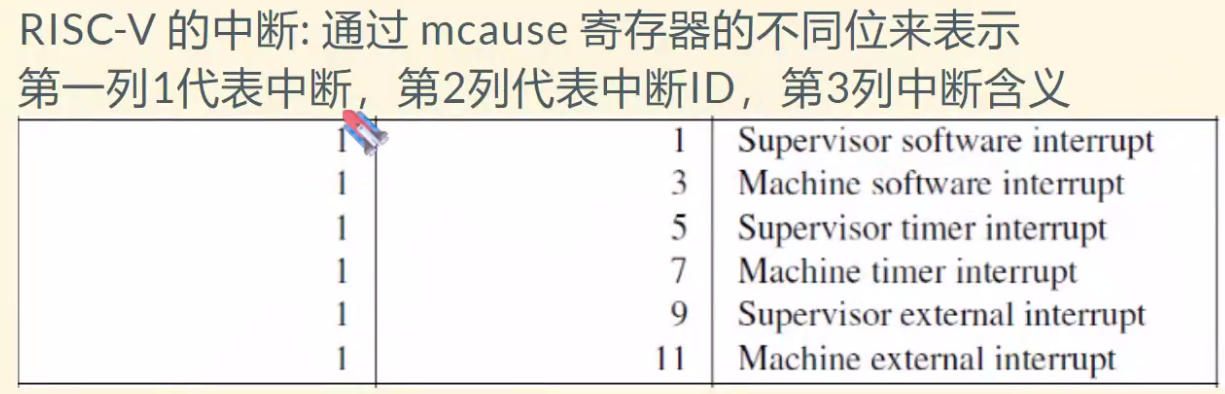 RISC-V 的中断: 通过 mcause 寄存器的不同位来表示
第一列1代表中断，第2列代表中断ID，第3列中断含义
1 1 Supervisor software interrupt
1 3 Machine software interrupt
1 5 Supervisor timer interrupt
1 7 Machine timer interrupt
1 9 Supervisor external interrupt
1 11 Machine external interrupt